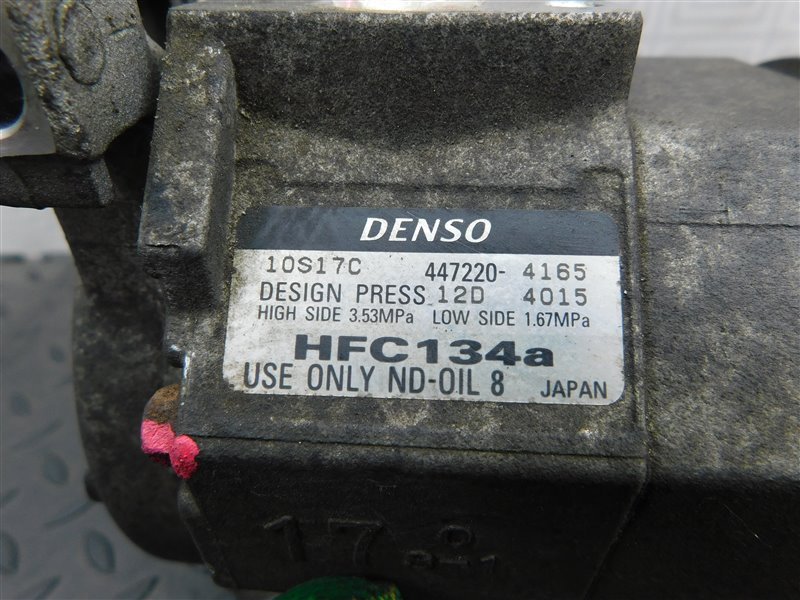 DENSO
10S17C 447220- 4165
DESIGN PRESS 12D 4015
HIGH SIDE 3.53MPa LOW SIDE 1.67MPa
HFC134a
USE ONLY ND-OIL 8 JAPAN
17